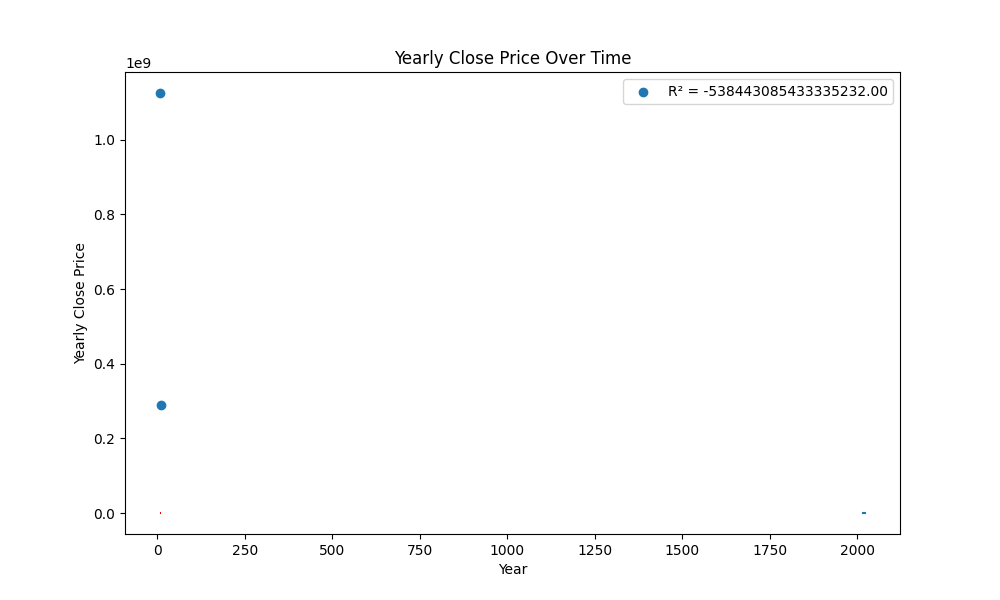 Yearly Close Price Over Time
1e9
R² = -538443085433335232.00
1.0
0.8
0.6
0.4
0.2
0.0
Yearly Close Price
0 250 500 750 1000 1250 1500 1750 2000
Year